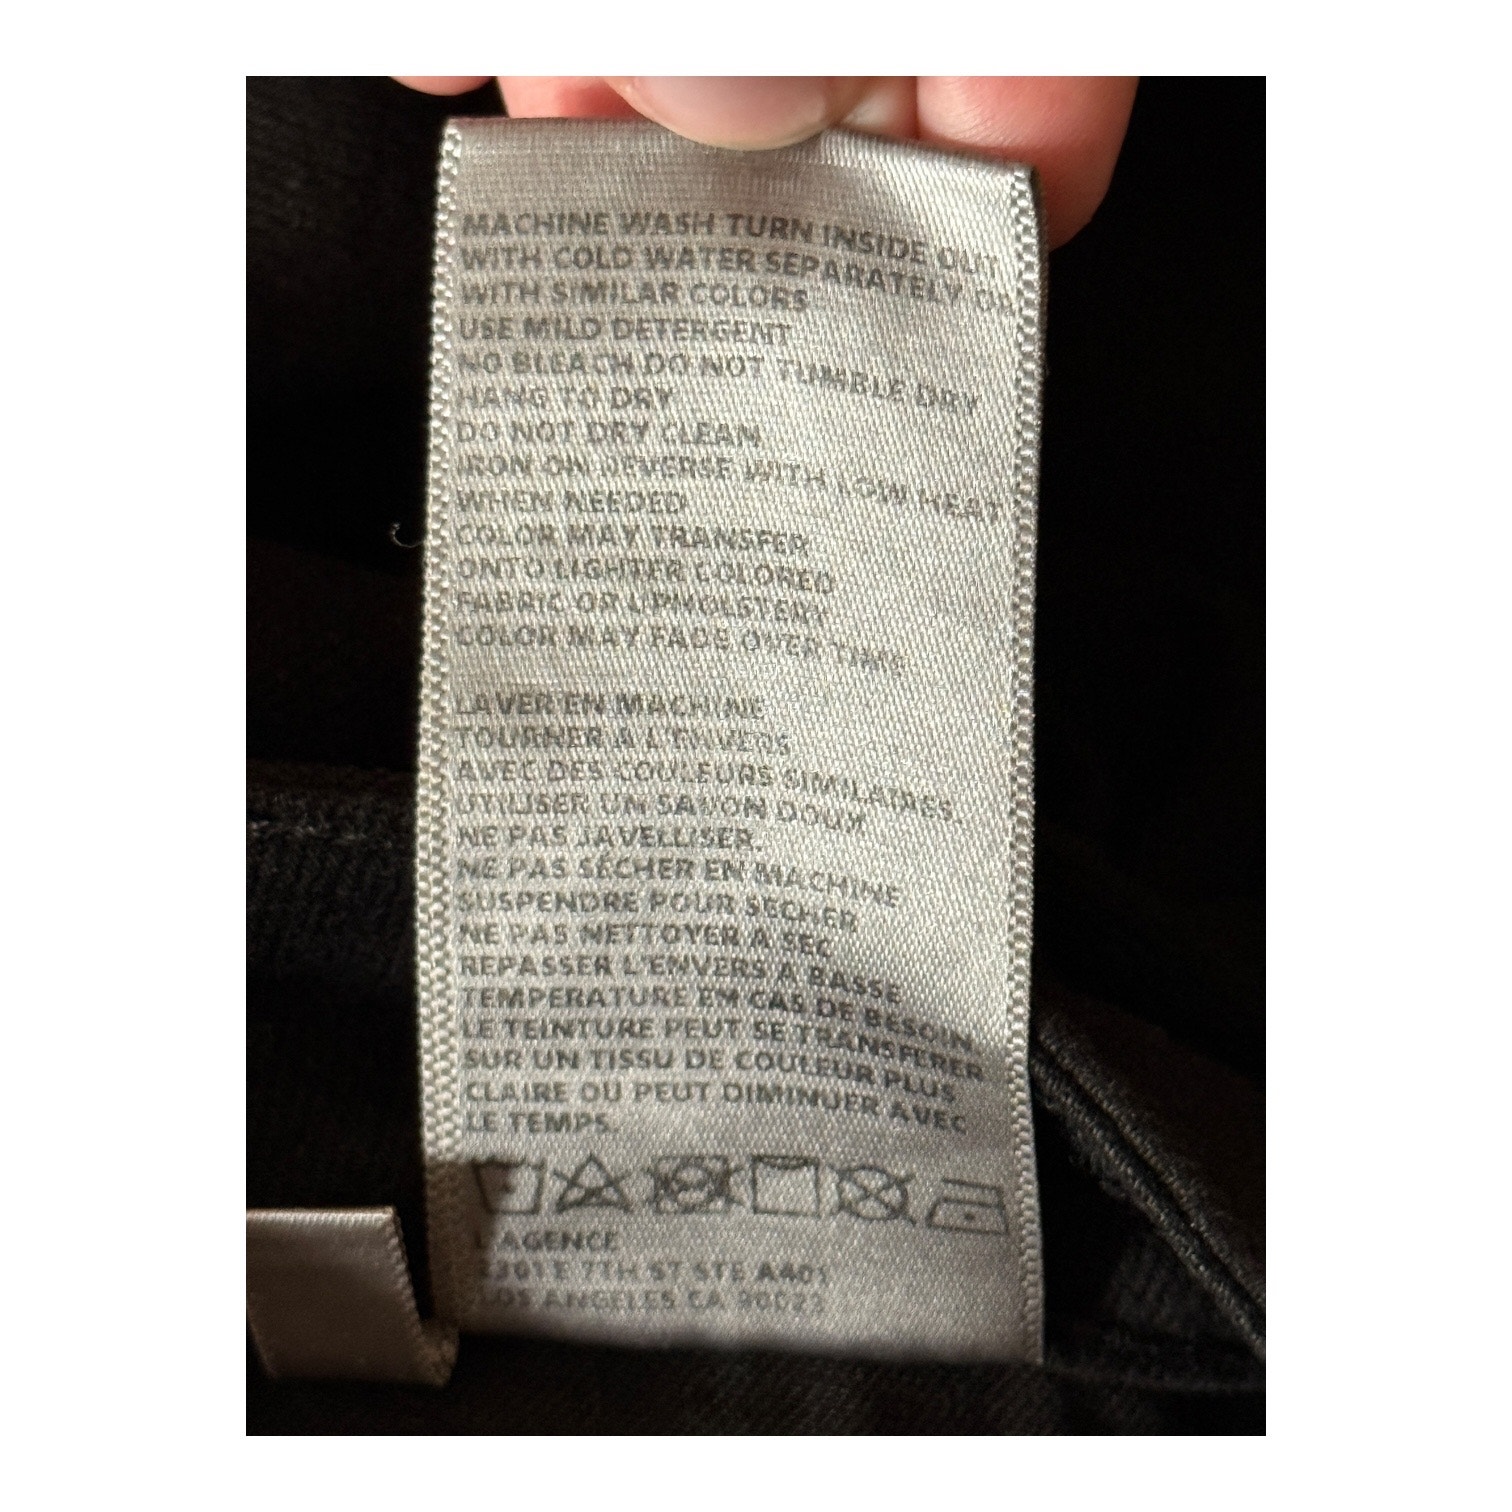 MACHINE WASH TURN INSIDE OUT
WITH COLD WATER SEPARATELY OR
WITH SIMILAR COLORS
USE MILD DETERGENT
NO BLEACH DO NOT TUMBLE DRY
HANG TO DRY
DO NOT DRY CLEAN
IRON ON REVERSE WITH LOW HEAT
WHEN NEEDED
COLOR MAY TRANSFER
ONTO LIGHTER COLORED
FABRIC OR UPHOLSTERY
COLOR MAY FADE OVER TIME
LAVER EN MACHINE
TOURNER A L'ENVERS
AVEC DES COULEURS SIMILAIRES.
UTILISER UN SAVON DOUX
NE PAS JAVELLISER.
NE PAS SÉCHER EN MACHINE
SUSPENDRE POUR SECHER
NE PAS NETTOYER A SEC
REPASSER L'ENVERS A BASSE
TEMPERATURE EM CAS DE BESOIN.
LE TEINTURE PEUT SE TRANSFERER
SUR UN TISSU DE COULEUR PLUS
CLAIRE OU PEUT DIMINUER AVEC
LE TEMPS.
L'AGENCE
E 7TH ST STE A401
LOS ANGELES CA 90023